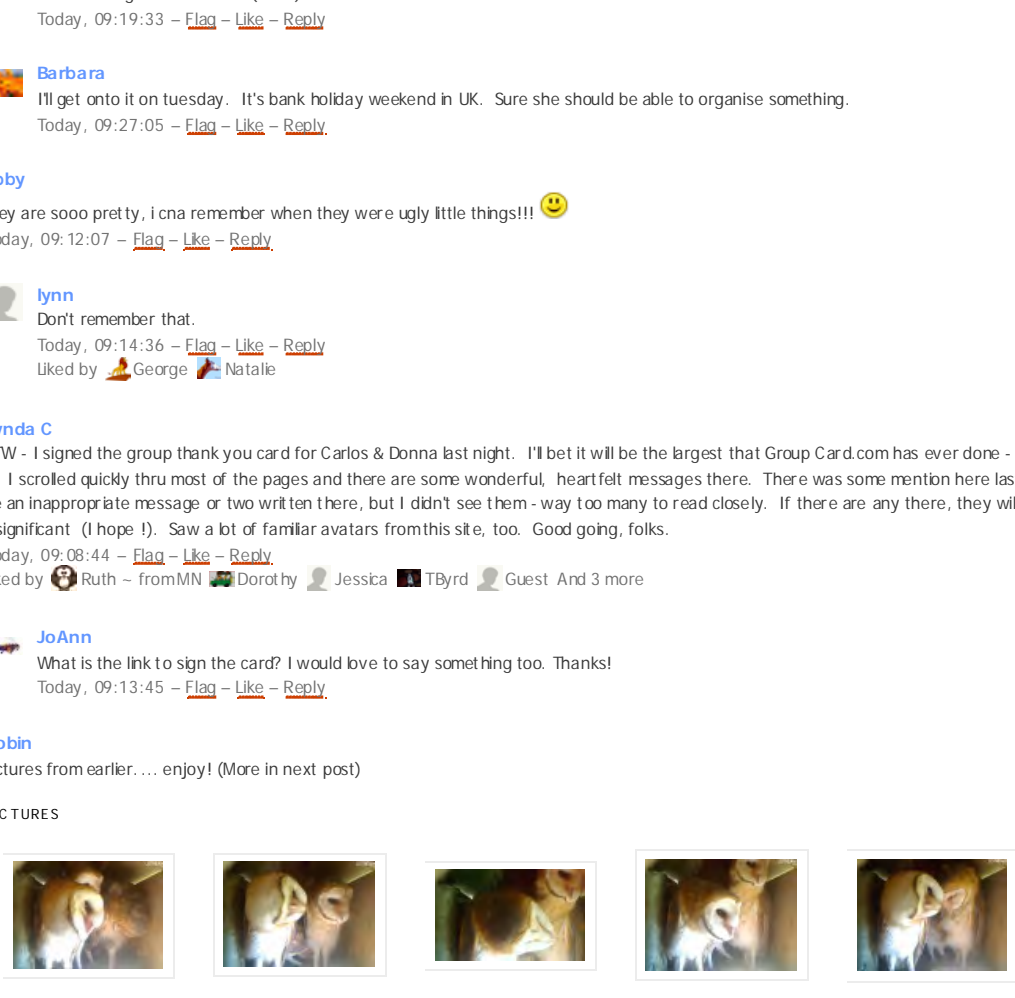 Today, 09:19:33 – Flag – Like – Reply
Barbara
I'll get onto it on tuesday. It's bank holiday weekend in UK. Sure she should be able to organise something.
Today, 09:27:05 – Flag – Like – Reply
bby
ey are sooo pretty, i cna remember when they were ugly little things!!!
day, 09:12:07 – Flag – Like – Reply
lynn
Don't remember that.
Today, 09:14:36 – Flag – Like – Reply
Liked by George Natalie
nda C
W - I signed the group thank you card for Carlos & Donna last night. I'll bet it will be the largest that Group Card.com has ever done -
I scrolled quickly thru most of the pages and there are some wonderful, heartfelt messages there. There was some mention here las
e an inappropriate message or two written there, but I didn't see them - way too many to read closely. If there are any there, they wil
significant (I hope !). Saw a lot of familiar avatars from this site, too. Good going, folks.
day, 09:08:44 – Flag – Like – Reply
ed by Ruth ~ from MN Dorothy Jessica TByrd Guest And 3 more
JoAnn
What is the link to sign the card? I would love to say something too. Thanks!
Today, 09:13:45 – Flag – Like – Reply
obin
ctures from earlier.... enjoy! (More in next post)
CTURES